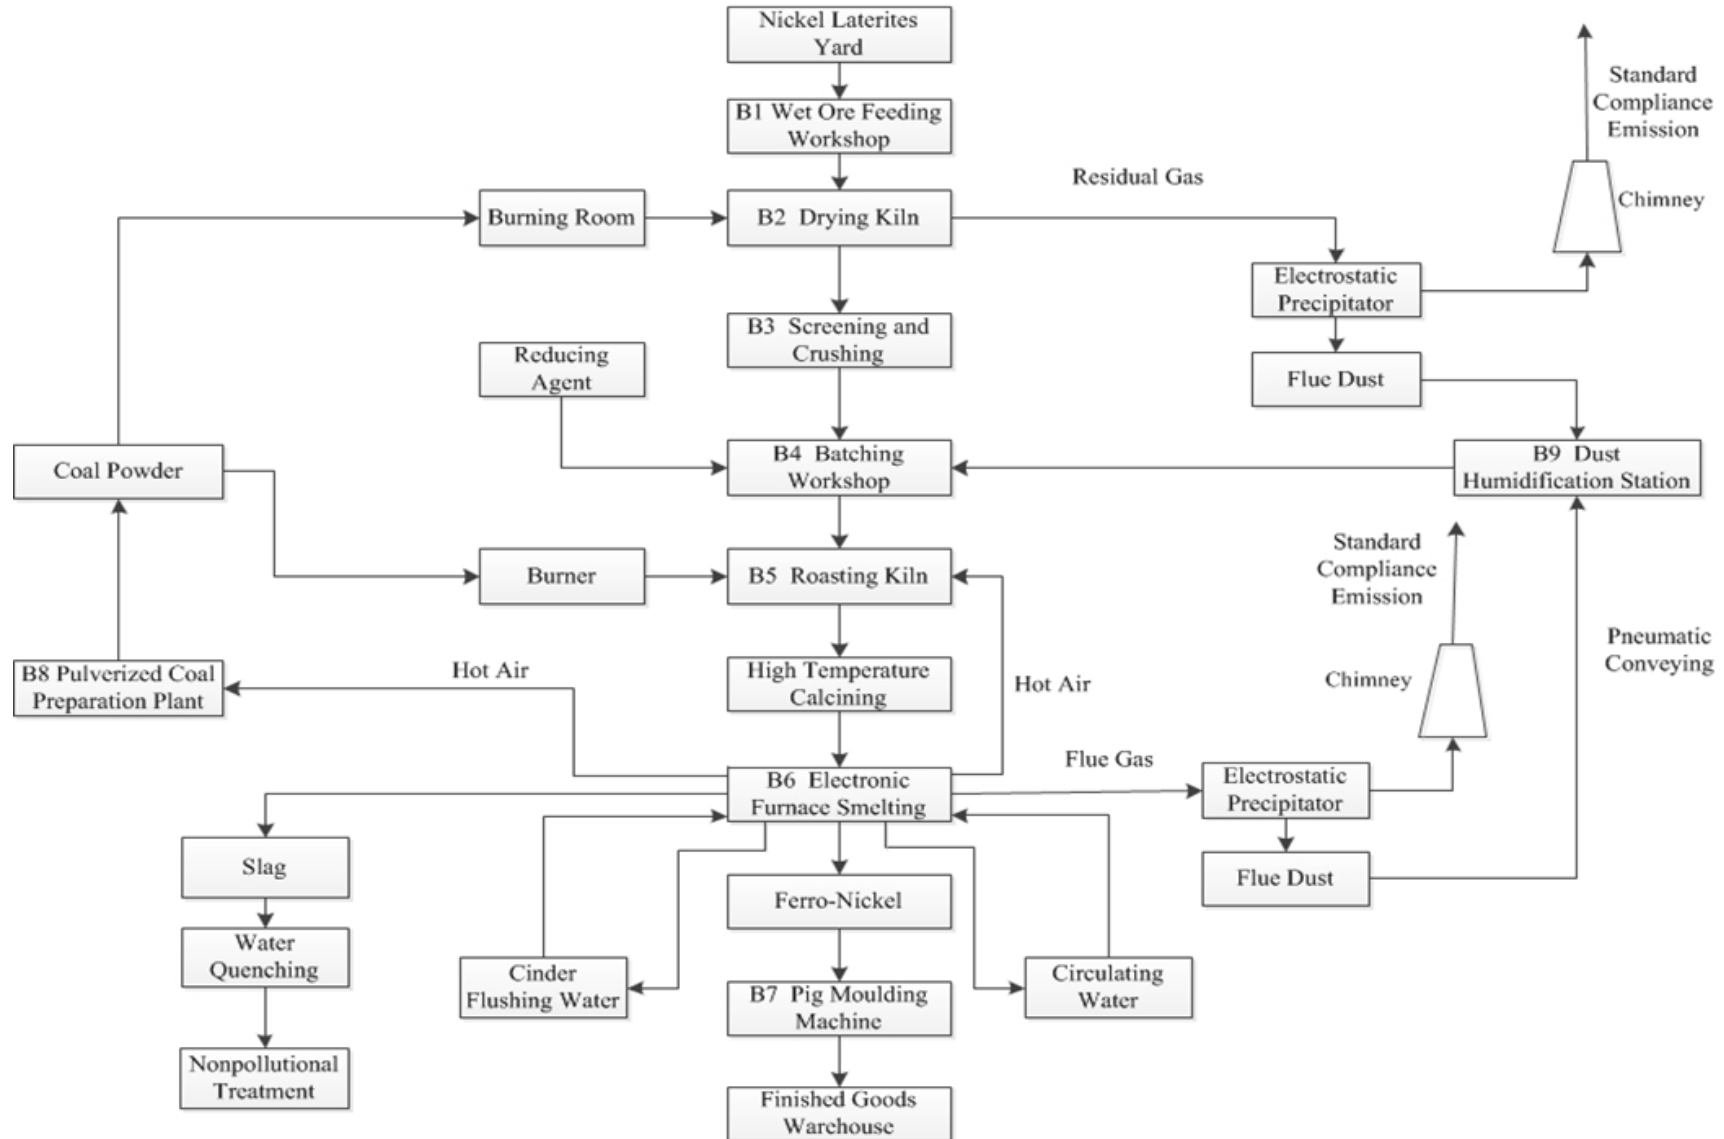 Nickel Laterites
Yard
B1 Wet Ore Feeding
Workshop
Standard
Compliance
Emission
Residual Gas
Chimney
Burning Room
B2 Drying Kiln
Electrostatic
Precipitator
B3 Screening and
Crushing
Reducing
Agent
Flue Dust
Coal Powder
B4 Batching
Workshop
B9 Dust
Humidification Station
Standard
Compliance
Emission
Burner
B5 Roasting Kiln
Pneumatic
Conveying
B8 Pulverized Coal
Preparation Plant
Hot Air
High Temperature
Calcining
Hot Air
Chimney
B6 Electronic
Furnace Smelting
Flue Gas
Electrostatic
Precipitator
Slag
Flue Dust
Ferro-Nickel
Water
Quenching
Cinder
Flushing Water
Circulating
Water
B7 Pig Moulding
Machine
Nonpollutional
Treatment
Finished Goods
Warehouse